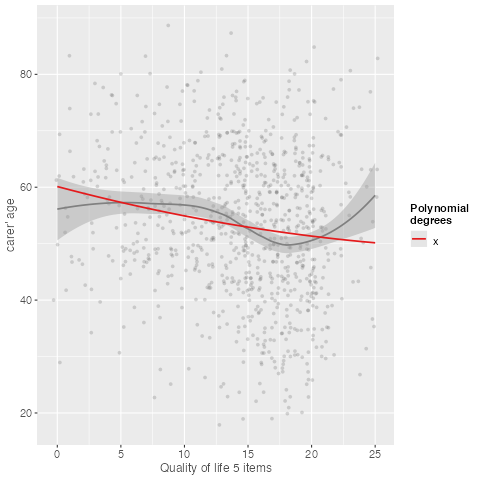 80
60
40
20
carer' age
0 5 10 15 20 25
Quality of life 5 items
Polynomial
degrees
x